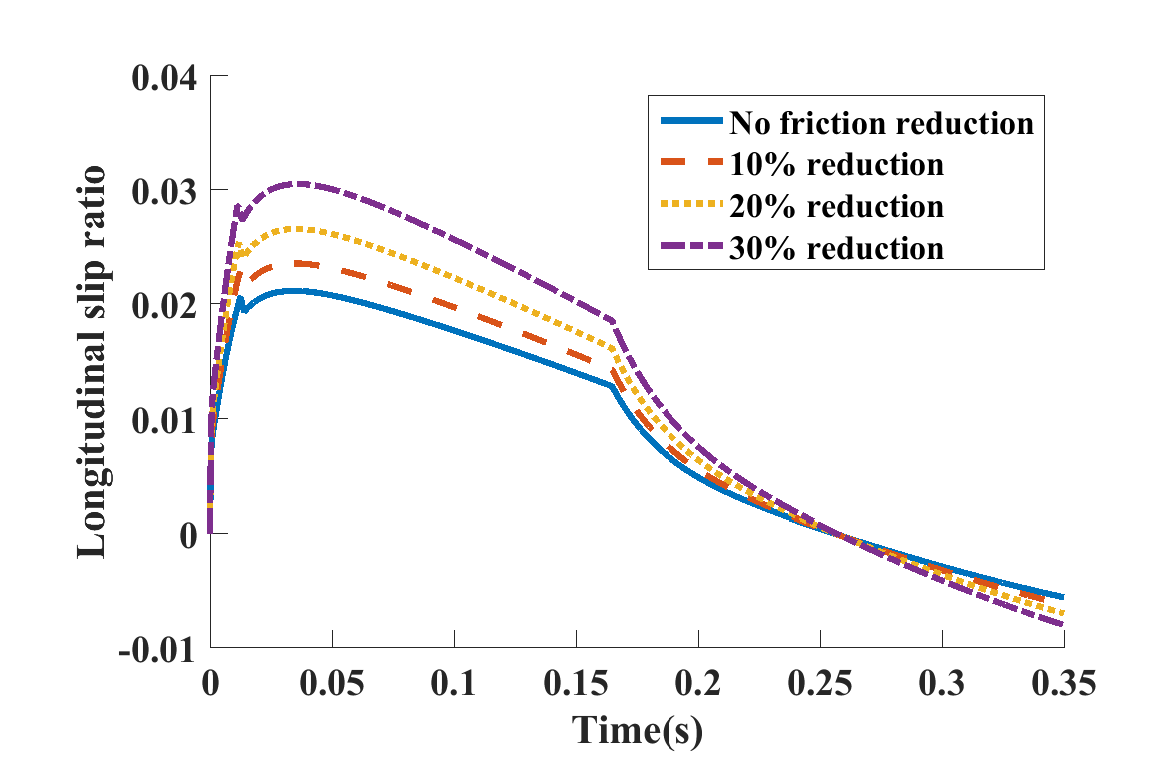 0.04
0.03
0.02
0.01
0
-0.01
Longitudinal slip ratio
No friction reduction
10% reduction
20% reduction
30% reduction
0 0.05 0.1 0.15 0.2 0.25 0.3 0.35
Time(s)